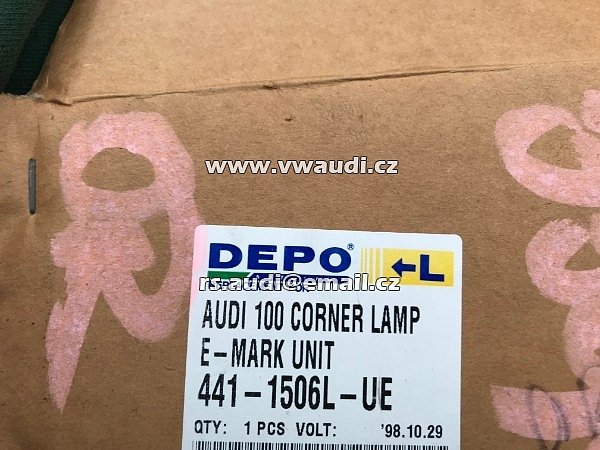 www.vwaudi.cz
DEPO® ←L
rs-audi@email.cz
AUDI 100 CORNER LAMP
E-MARK UNIT
441-1506L-UE
QTY: 1 PCS VOLT: '98.10.29